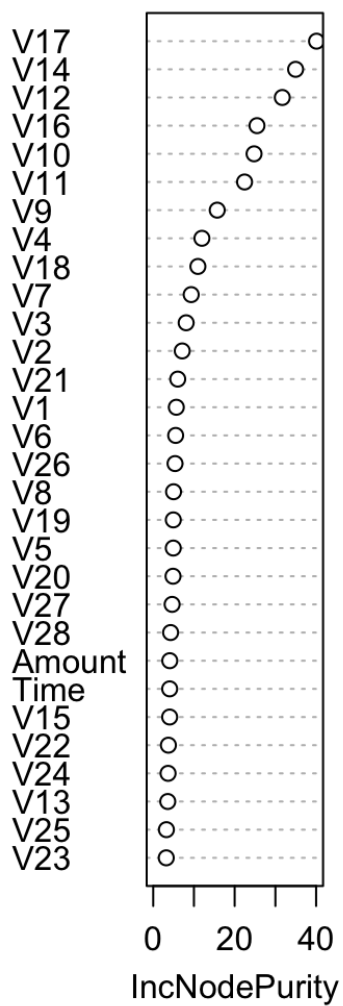 V17
V14
V12
V16
V10
V11
V9
V4
V18
V7
V3
V2
V21
V1
V6
V26
V8
V19
V5
V20
V27
V28
Amount
Time
V15
V22
V24
V13
V25
V23
0 20 40
IncNodePurity